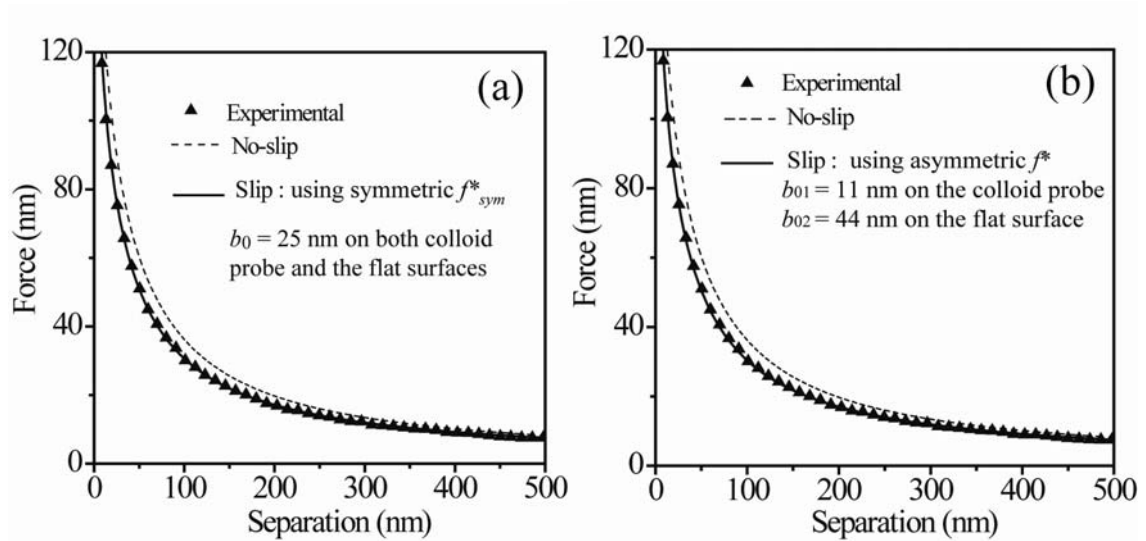 (a)
Experimental
No-slip
Slip : using symmetric f*sym
b0 = 25 nm on both colloid
probe and the flat surfaces
Force (nm)
120
80
40
0
0 100 200 300 400 500
Separation (nm)
(b)
Experimental
No-slip
Slip : using asymmetric f*
b01 = 11 nm on the colloid probe
b02 = 44 nm on the flat surface
Force (nm)
120
80
40
0
0 100 200 300 400 500
Separation (nm)